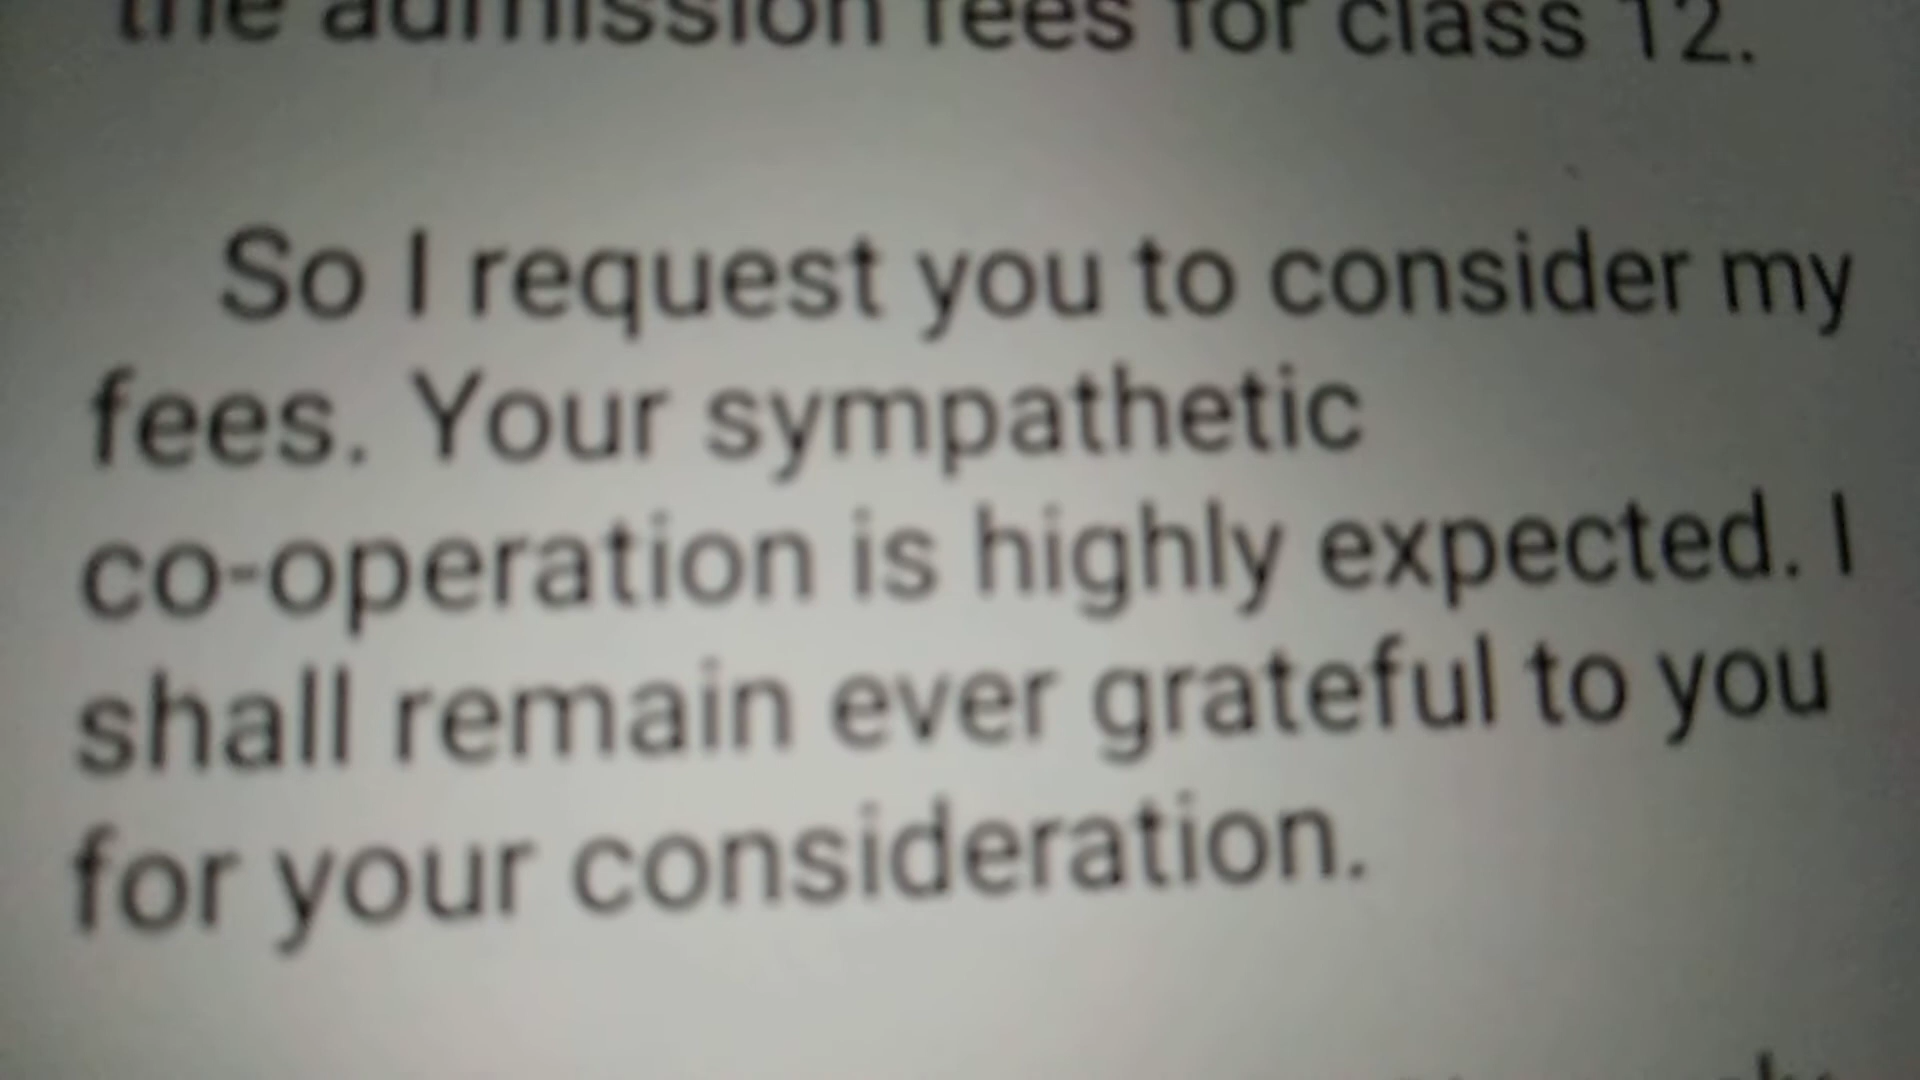 the admission fees for class 12.
So I request you to consider my
fees. Your sympathetic
co-operation is highly expected. I
shall remain ever grateful to you
for your consideration.